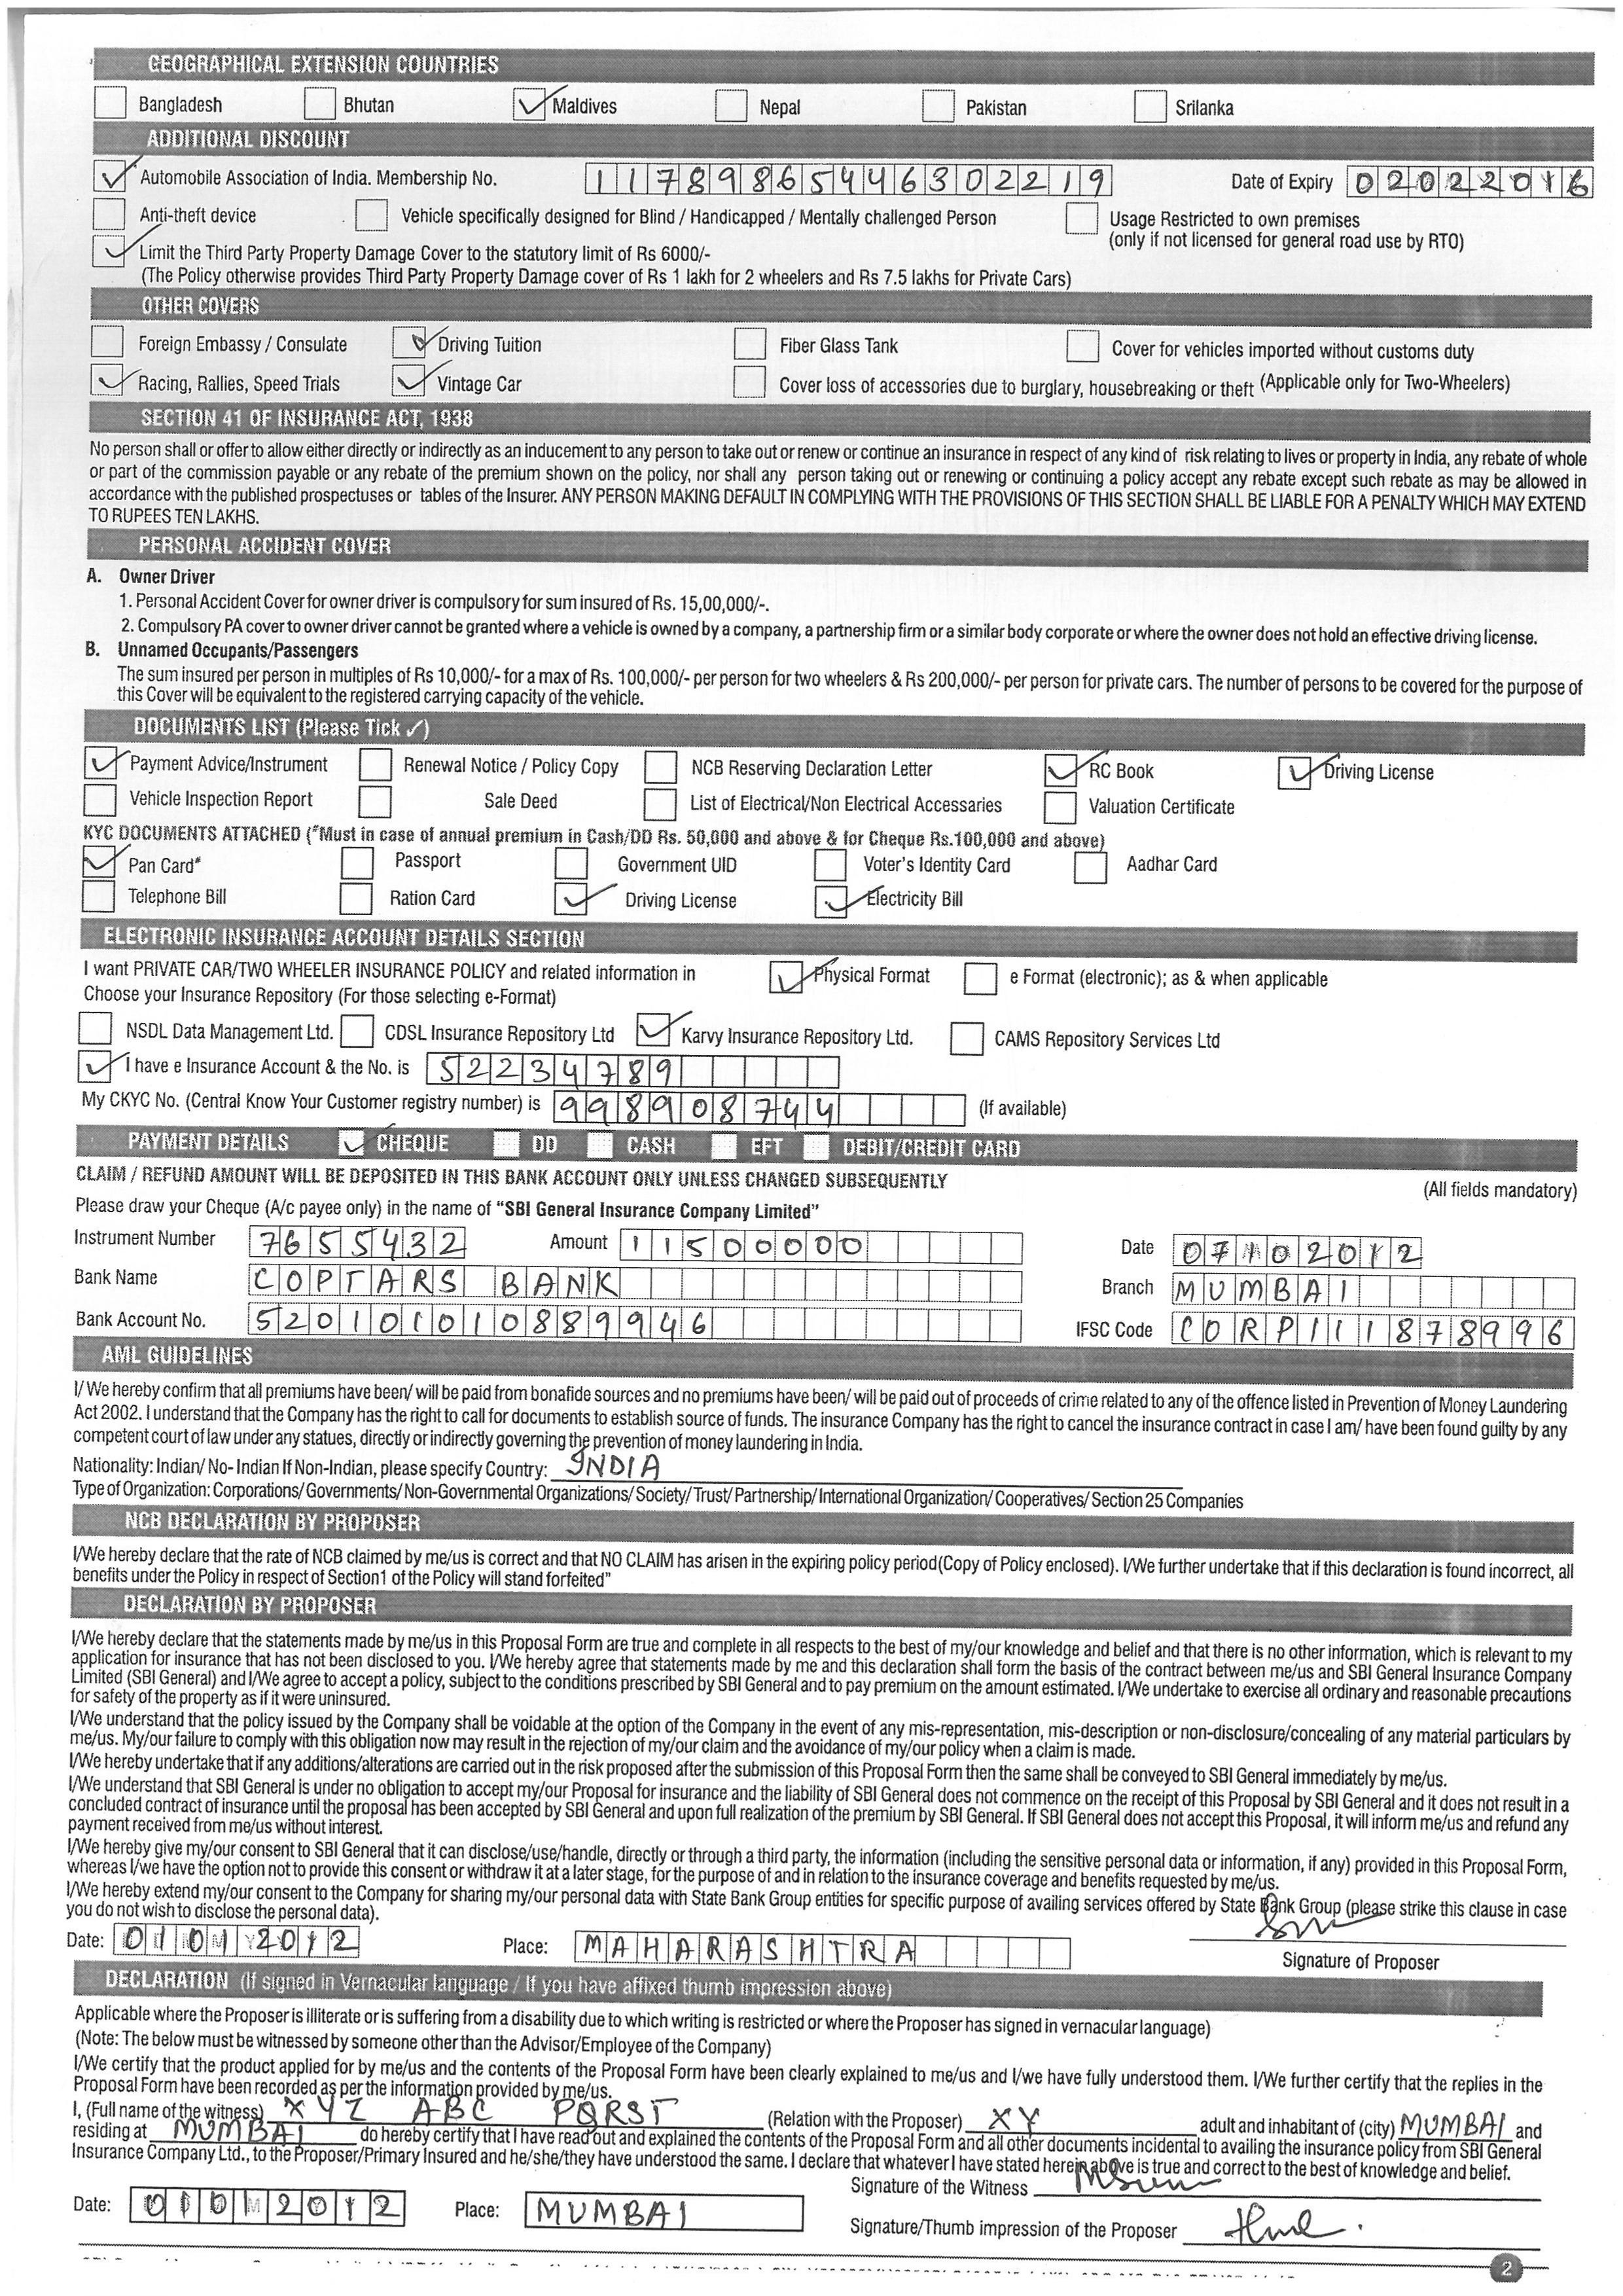 GEOGRAPHICAL EXTENSION COUNTRIES
Bangladesh Bhutan ✓ Maldives Nepal Pakistan Srilanka
ADDITIONAL DISCOUNT
✓ Automobile Association of India. Membership No. 11789865446302219 Date of Expiry 02022016
Anti-theft device Vehicle specifically designed for Blind / Handicapped / Mentally challenged Person Usage Restricted to own premises
(only if not licensed for general road use by RTO)
✓ Limit the Third Party Property Damage Cover to the statutory limit of Rs 6000/-
(The Policy otherwise provides Third Party Property Damage cover of Rs 1 lakh for 2 wheelers and Rs 7.5 lakhs for Private Cars)
OTHER COVERS
Foreign Embassy / Consulate ✓ Driving Tuition Fiber Glass Tank Cover for vehicles imported without customs duty
✓ Racing, Rallies, Speed Trials ✓ Vintage Car Cover loss of accessories due to burglary, housebreaking or theft (Applicable only for Two-Wheelers)
SECTION 41 OF INSURANCE ACT, 1938
No person shall or offer to allow either directly or indirectly as an inducement to any person to take out or renew or continue an insurance in respect of any kind of risk relating to lives or property in India, any rebate of whole
or part of the commission payable or any rebate of the premium shown on the policy, nor shall any person taking out or renewing or continuing a policy accept any rebate except such rebate as may be allowed in
accordance with the published prospectuses or tables of the Insurer. ANY PERSON MAKING DEFAULT IN COMPLYING WITH THE PROVISIONS OF THIS SECTION SHALL BE LIABLE FOR A PENALTY WHICH MAY EXTEND
TO RUPEES TEN LAKHS.
PERSONAL ACCIDENT COVER
A. Owner Driver
1. Personal Accident Cover for owner driver is compulsory for sum insured of Rs. 15,00,000/-.
2. Compulsory PA cover to owner driver cannot be granted where a vehicle is owned by a company, a partnership firm or a similar body corporate or where the owner does not hold an effective driving license.
B. Unnamed Occupants/Passengers
The sum insured per person in multiples of Rs 10,000/- for a max of Rs. 100,000/- per person for two wheelers & Rs 200,000/- per person for private cars. The number of persons to be covered for the purpose of
this Cover will be equivalent to the registered carrying capacity of the vehicle.
DOCUMENTS LIST (Please Tick ✓)
✓ Payment Advice/Instrument Renewal Notice / Policy Copy NCB Reserving Declaration Letter ✓ RC Book ✓ Driving License
Vehicle Inspection Report Sale Deed List of Electrical/Non Electrical Accessaries Valuation Certificate
KYC DOCUMENTS ATTACHED (*Must in case of annual premium in Cash/DD Rs. 50,000 and above & for Cheque Rs.100,000 and above)
✓ Pan Card* Passport Government UID Voter's Identity Card Aadhar Card
Telephone Bill Ration Card ✓ Driving License ✓ Electricity Bill
ELECTRONIC INSURANCE ACCOUNT DETAILS SECTION
I want PRIVATE CAR/TWO WHEELER INSURANCE POLICY and related information in ✓ Physical Format e Format (electronic); as & when applicable
Choose your Insurance Repository (For those selecting e-Format)
NSDL Data Management Ltd. CDSL Insurance Repository Ltd ✓ Karvy Insurance Repository Ltd. CAMS Repository Services Ltd
✓ I have e Insurance Account & the No. is 52234789
My CKYC No. (Central Know Your Customer registry number) is 998908744 (If available)
PAYMENT DETAILS ✓ CHEQUE DD CASH EFT DEBIT/CREDIT CARD
CLAIM / REFUND AMOUNT WILL BE DEPOSITED IN THIS BANK ACCOUNT ONLY UNLESS CHANGED SUBSEQUENTLY (All fields mandatory)
Please draw your Cheque (A/c payee only) in the name of "SBI General Insurance Company Limited"
Instrument Number 7655432 Amount 11500000 Date 07102012
Bank Name COPTARS BANK Branch MUMBAI
Bank Account No. 520101010889946 IFSC Code CORP111878996
AML GUIDELINES
I/ We hereby confirm that all premiums have been/ will be paid from bonafide sources and no premiums have been/ will be paid out of proceeds of crime related to any of the offence listed in Prevention of Money Laundering
Act 2002. I understand that the Company has the right to call for documents to establish source of funds. The insurance Company has the right to cancel the insurance contract in case I am/ have been found guilty by any
competent court of law under any statues, directly or indirectly governing the prevention of money laundering in India.
Nationality: Indian/ No- Indian If Non-Indian, please specify Country: INDIA
Type of Organization: Corporations/ Governments/ Non-Governmental Organizations/ Society/ Trust/ Partnership/ International Organization/ Cooperatives/ Section 25 Companies
NCB DECLARATION BY PROPOSER
I/We hereby declare that the rate of NCB claimed by me/us is correct and that NO CLAIM has arisen in the expiring policy period(Copy of Policy enclosed). I/We further undertake that if this declaration is found incorrect, all
benefits under the Policy in respect of Section1 of the Policy will stand forfeited"
DECLARATION BY PROPOSER
I/We hereby declare that the statements made by me/us in this Proposal Form are true and complete in all respects to the best of my/our knowledge and belief and that there is no other information, which is relevant to my
application for insurance that has not been disclosed to you. I/We hereby agree that statements made by me and this declaration shall form the basis of the contract between me/us and SBI General Insurance Company
Limited (SBI General) and I/We agree to accept a policy, subject to the conditions prescribed by SBI General and to pay premium on the amount estimated. I/We undertake to exercise all ordinary and reasonable precautions
for safety of the property as if it were uninsured.
I/We understand that the policy issued by the Company shall be voidable at the option of the Company in the event of any mis-representation, mis-description or non-disclosure/concealing of any material particulars by
me/us. My/our failure to comply with this obligation now may result in the rejection of my/our claim and the avoidance of my/our policy when a claim is made.
I/We hereby undertake that if any additions/alterations are carried out in the risk proposed after the submission of this Proposal Form then the same shall be conveyed to SBI General immediately by me/us.
I/We understand that SBI General is under no obligation to accept my/our Proposal for insurance and the liability of SBI General does not commence on the receipt of this Proposal by SBI General and it does not result in a
concluded contract of insurance until the proposal has been accepted by SBI General and upon full realization of the premium by SBI General. If SBI General does not accept this Proposal, it will inform me/us and refund any
payment received from me/us without interest.
I/We hereby give my/our consent to SBI General that it can disclose/use/handle, directly or through a third party, the information (including the sensitive personal data or information, if any) provided in this Proposal Form,
whereas I/we have the option not to provide this consent or withdraw it at a later stage, for the purpose of and in relation to the insurance coverage and benefits requested by me/us.
I/We hereby extend my/our consent to the Company for sharing my/our personal data with State Bank Group entities for specific purpose of availing services offered by State Bank Group (please strike this clause in case
you do not wish to disclose the personal data).
Date: 01012012 Place: MAHARASHTRA
Signature of Proposer
DECLARATION (If signed in Vernacular language / If you have affixed thumb impression above)
Applicable where the Proposer is illiterate or is suffering from a disability due to which writing is restricted or where the Proposer has signed in vernacular language)
(Note: The below must be witnessed by someone other than the Advisor/Employee of the Company)
I/We certify that the product applied for by me/us and the contents of the Proposal Form have been clearly explained to me/us and I/we have fully understood them. I/We further certify that the replies in the
Proposal Form have been recorded as per the information provided by me/us.
I, (Full name of the witness) XYZ ABC PQRST (Relation with the Proposer) XY adult and inhabitant of (city) MUMBAI and
residing at MUMBAI do hereby certify that I have read out and explained the contents of the Proposal Form and all other documents incidental to availing the insurance policy from SBI General
Insurance Company Ltd., to the Proposer/Primary Insured and he/she/they have understood the same. I declare that whatever I have stated herein above is true and correct to the best of knowledge and belief.
Signature of the Witness
Date: 01012012 Place: MUMBAI
Signature/Thumb impression of the Proposer
2